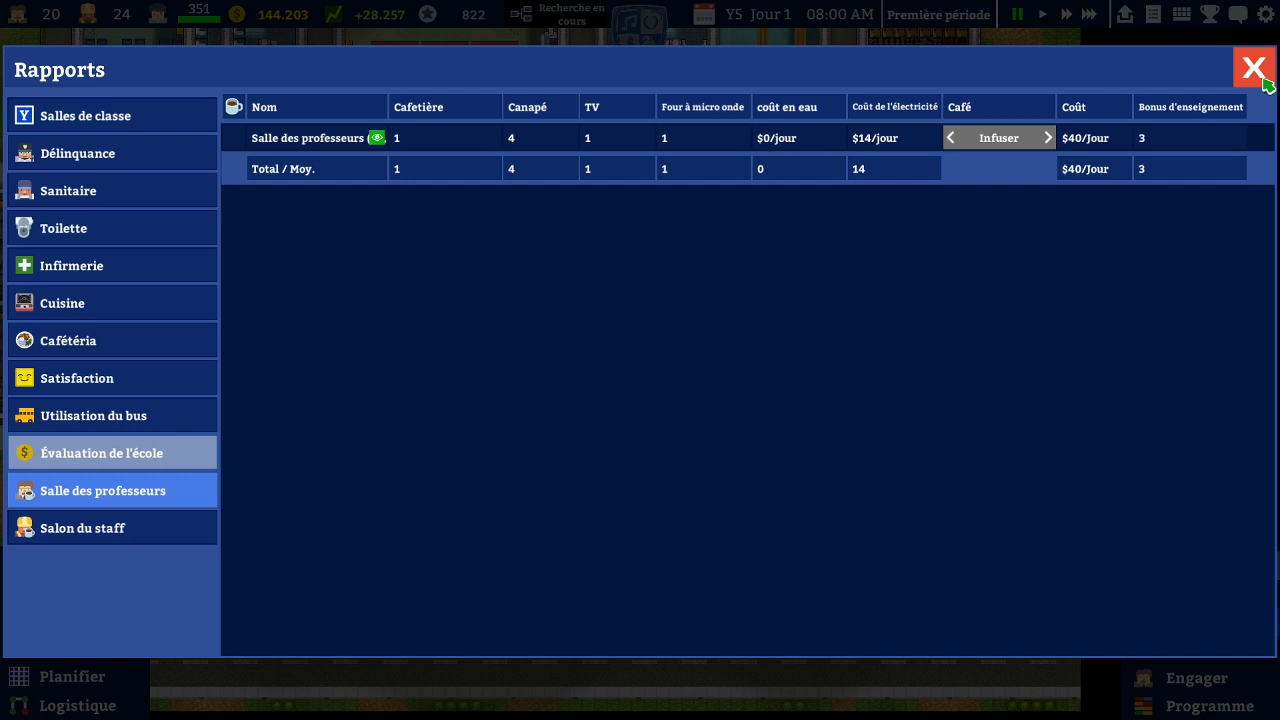 20 24 351 144.203 +28.257 822 Recherche en cours Y5 Jour 1 08:00 AM Première période
Rapports X
Salles de classe
Délinquance
Sanitaire
Toilette
Infirmerie
Cuisine
Cafétéria
Satisfaction
Utilisation du bus
Évaluation de l'école
Salle des professeurs
Salon du staff
Nom Cafetière Canapé TV Four à micro onde coût en eau Coût de l'électricité Café Coût Bonus d'enseignement
Salle des professeurs ( 1 4 1 1 $0/jour $14/jour < Infuser > $40/Jour 3
Total / Moy. 1 4 1 1 0 14 $40/Jour 3
Planifier
Logistique
Engager
Programme